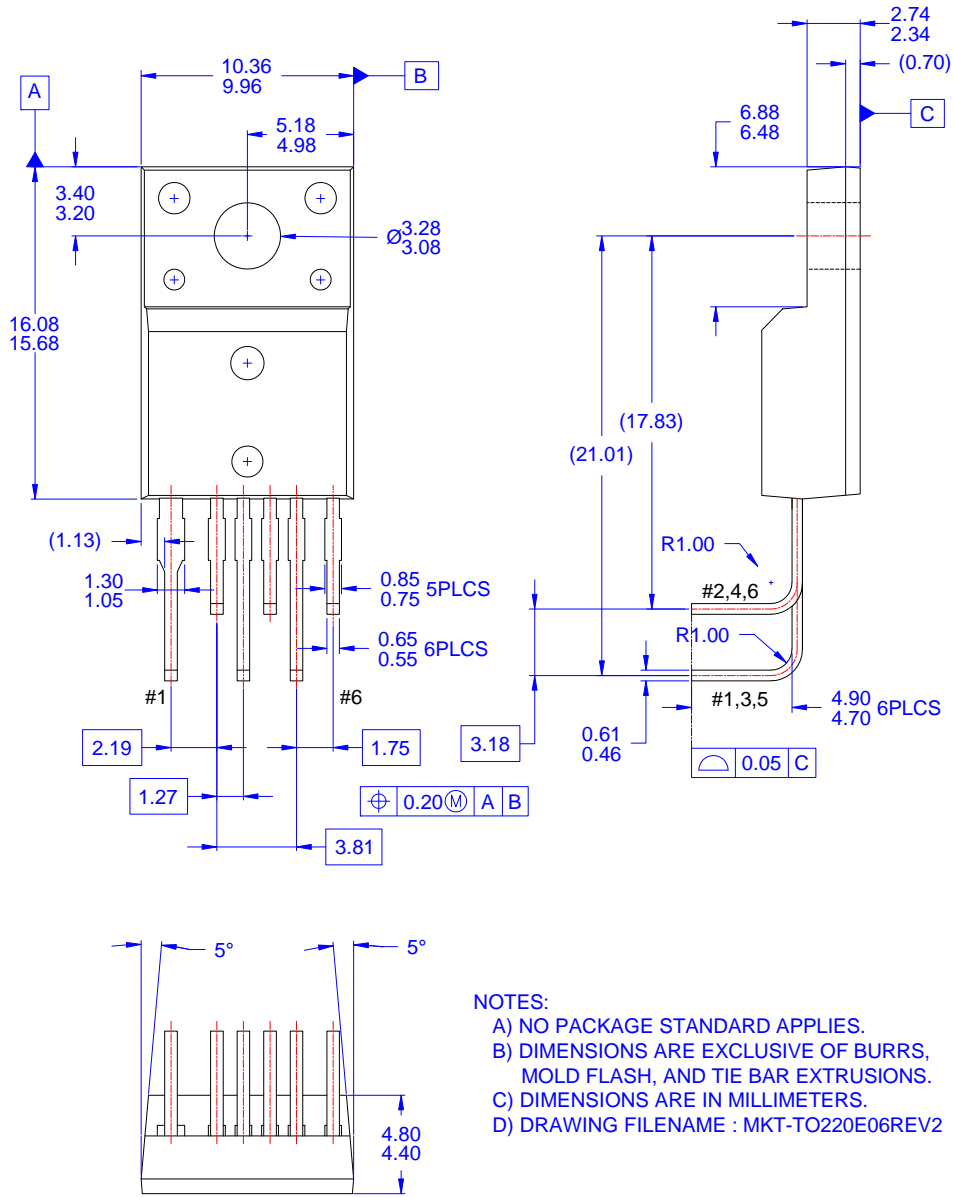 2.74
2.34
(0.70)
10.36
9.96
B
A
5.18
4.98
6.88
6.48
C
3.40
3.20
Ø3.28
3.08
16.08
15.68
(17.83)
(21.01)
(1.13)
R1.00
1.30
1.05
0.85
0.75 5PLCS
#2,4,6
0.65
0.55 6PLCS
R1.00
#1
#6
#1,3,5
4.90
4.70 6PLCS
2.19
1.75
3.18
0.61
0.46
0.05 C
1.27
⌖ 0.20Ⓜ A B
3.81
5°
5°
4.80
4.40
NOTES:
A) NO PACKAGE STANDARD APPLIES.
B) DIMENSIONS ARE EXCLUSIVE OF BURRS,
MOLD FLASH, AND TIE BAR EXTRUSIONS.
C) DIMENSIONS ARE IN MILLIMETERS.
D) DRAWING FILENAME : MKT-TO220E06REV2